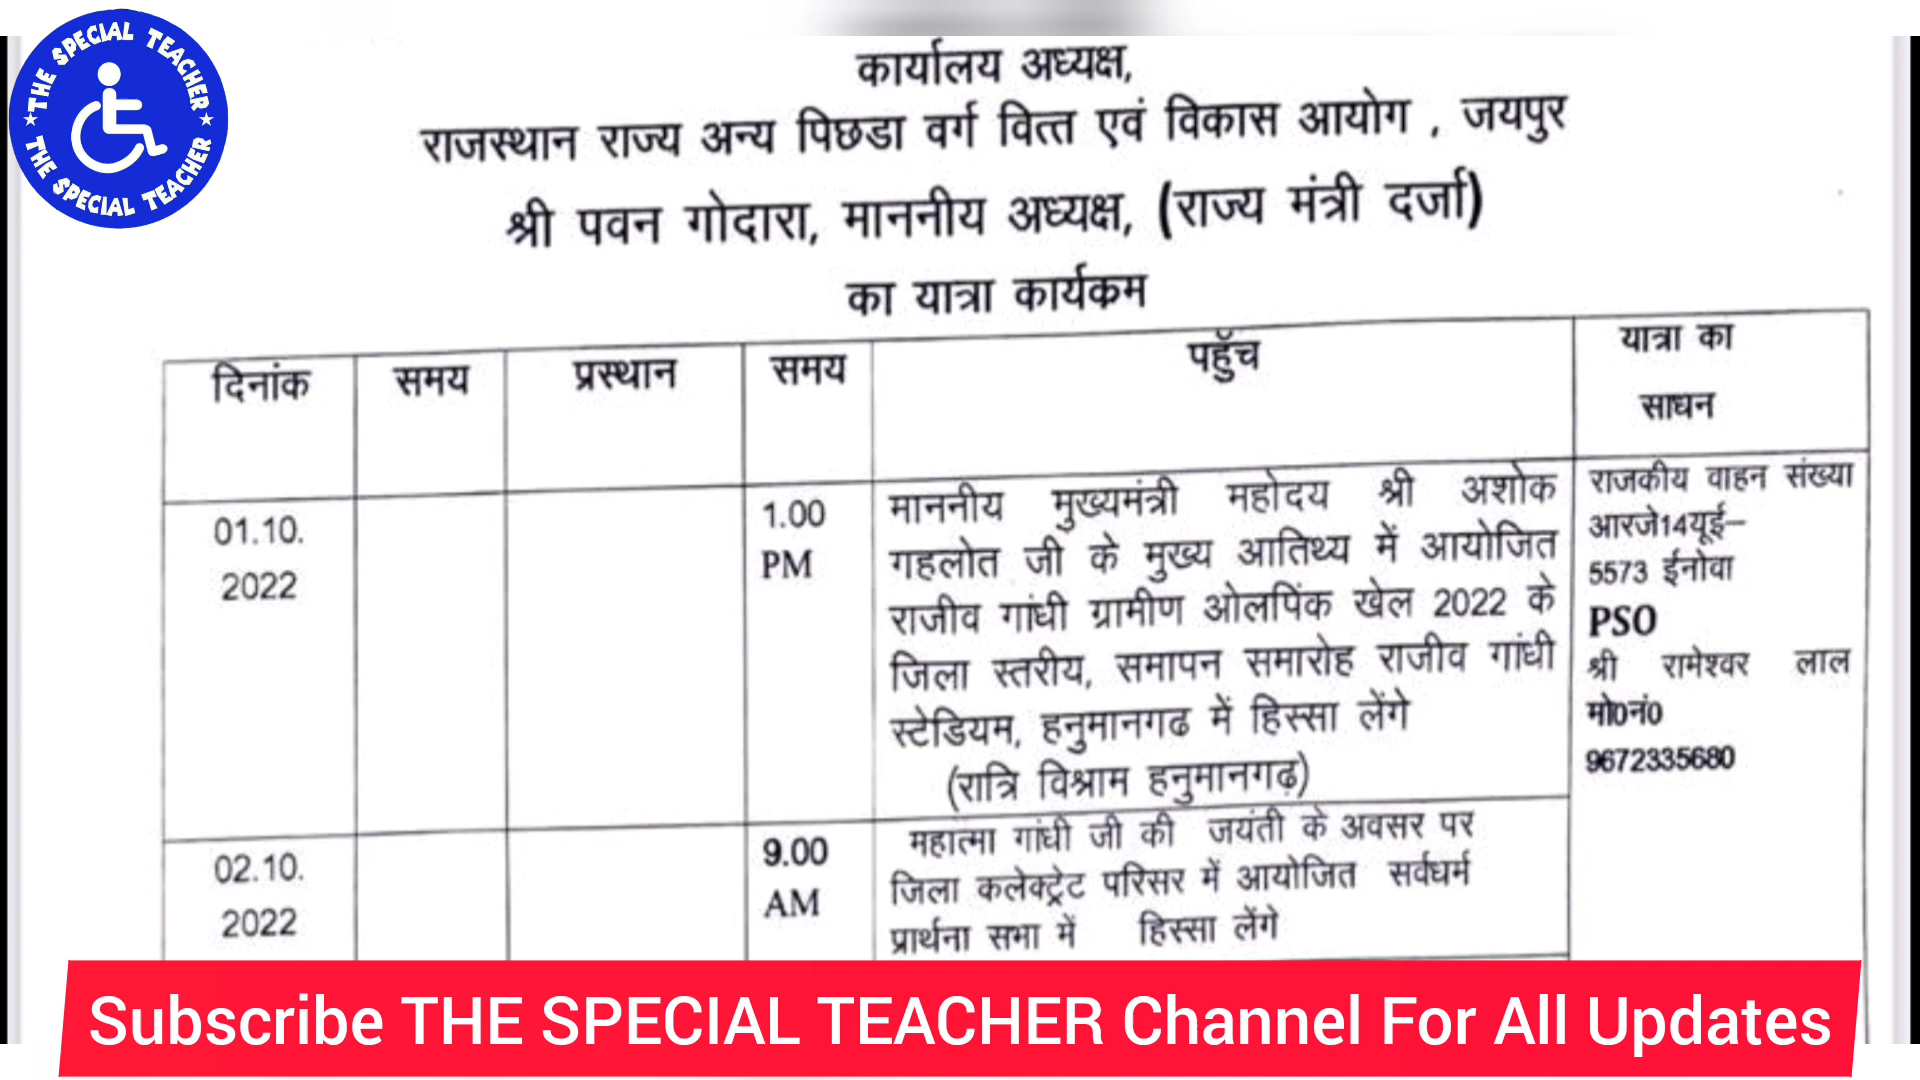 THE SPECIAL TEACHER
THE SPECIAL TEACHER
कार्यालय अध्यक्ष,
राजस्थान राज्य अन्य पिछडा वर्ग वित्त एवं विकास आयोग , जयपुर
श्री पवन गोदारा, माननीय अध्यक्ष, (राज्य मंत्री दर्जा)
का यात्रा कार्यकम
दिनांक समय प्रस्थान समय पहुँच यात्रा का
साधन
01.10.
2022
1.00
PM
माननीय मुख्यमंत्री महोदय श्री अशोक
गहलोत जी के मुख्य आतिथ्य में आयोजित
राजीव गांधी ग्रामीण ओलपिंक खेल 2022 के
जिला स्तरीय, समापन समारोह राजीव गांधी
स्टेडियम, हनुमानगढ में हिस्सा लेंगे
(रात्रि विश्राम हनुमानगढ़)
राजकीय वाहन संख्या
आरजे14यूई–
5573 ईनोवा
PSO
श्री रामेश्वर लाल
मो0नं0
9672335680
02.10.
2022
9.00
AM
महात्मा गांधी जी की जयंती के अवसर पर
जिला कलेक्ट्रेट परिसर में आयोजित सर्वधर्म
प्रार्थना सभा में हिस्सा लेंगे
Subscribe THE SPECIAL TEACHER Channel For All Updates